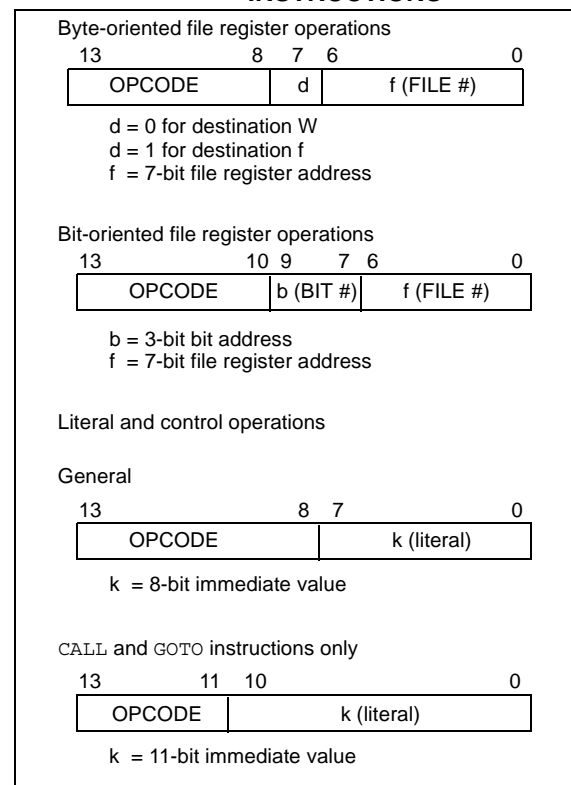 Byte-oriented file register operations
13 8 7 6 0
OPCODE d f (FILE #)
d = 0 for destination W
d = 1 for destination f
f = 7-bit file register address
Bit-oriented file register operations
13 10 9 7 6 0
OPCODE b (BIT #) f (FILE #)
b = 3-bit bit address
f = 7-bit file register address
Literal and control operations
General
13 8 7 0
OPCODE k (literal)
k = 8-bit immediate value
CALL and GOTO instructions only
13 11 10 0
OPCODE k (literal)
k = 11-bit immediate value